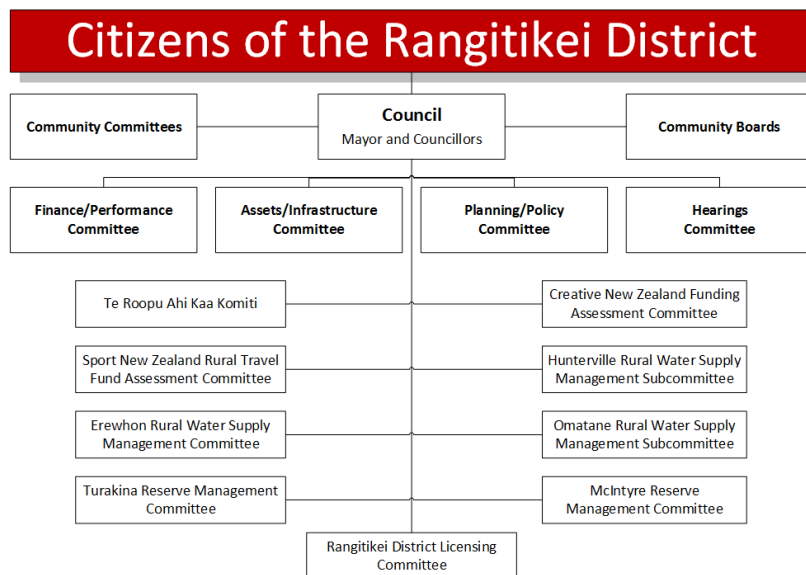 Citizens of the Rangitikei District
Community Committees
Council
Mayor and Councillors
Community Boards
Finance/Performance
Committee
Assets/Infrastructure
Committee
Planning/Policy
Committee
Hearings
Committee
Te Roopu Ahi Kaa Komiti
Creative New Zealand Funding
Assessment Committee
Sport New Zealand Rural Travel
Fund Assessment Committee
Hunterville Rural Water Supply
Management Subcommittee
Erewhon Rural Water Supply
Management Committee
Omatane Rural Water Supply
Management Subcommittee
Turakina Reserve Management
Committee
McIntyre Reserve
Management Committee
Rangitikei District Licensing
Committee